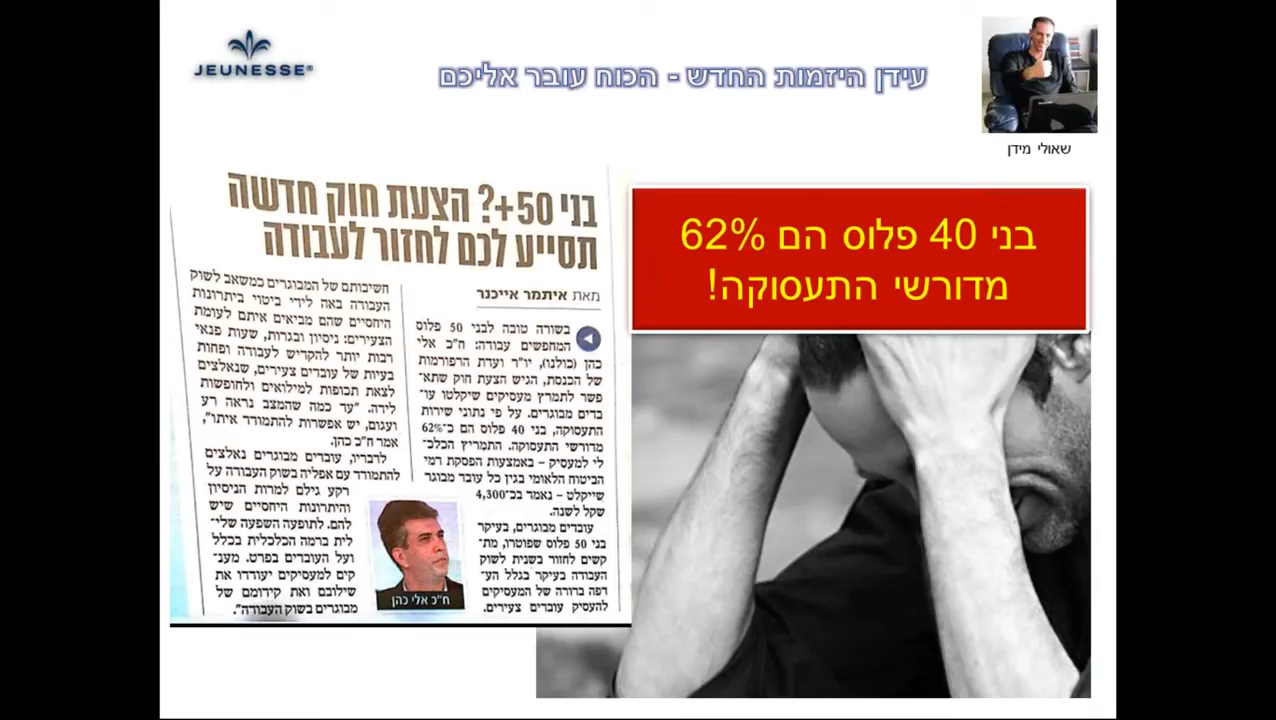 JEUNESSE®
עידן היזמות החדש - הכוח עובר אליכם
שאולי מידן
בני 40 פלוס הם 62%
מדורשי התעסוקה!
בני 50+? הצעת חוק חדשה
תסייע לכם לחזור לעבודה
מאת איתמר אייכנר
בשורה טובה לבני 50 פלוס
המחפשים עבודה: ח"כ אלי
כהן (כולנו), יו"ר ועדת הרפורמות
של הכנסת, הגיש הצעת חוק שתא־
פשר לתמרץ מעסיקים שיקלטו עו־
בדים מבוגרים. על פי נתוני שירות
התעסוקה, בני 40 פלוס הם כ־62%
מדורשי התעסוקה. התמריץ הכלכ־
לי למעסיק – באמצעות הפסקת דמי
הביטוח הלאומי בגין כל עובד מבוגר
שייקלט – נאמד בכ־4,300
שקל לשנה.
עובדים מבוגרים, בעיקר
בני 50 פלוס שפוטרו, מת־
קשים לחזור בשנית לשוק
העבודה בעיקר בגלל הע־
דפה ברורה של המעסיקים
להעסיק עובדים צעירים.
חשיבותם של המבוגרים כמשאב לשוק
העבודה באה לידי ביטוי ביתרונות
היחסיים שהם מביאים איתם לעומת
הצעירים: ניסיון ובגרות, שעות פנאי
רבות יותר להקדיש לעבודה ופחות
בעיות של עובדים צעירים, שנאלצים
לצאת תכופות למילואים ולחופשות
לידה. "עד כמה שהמצב נראה רע
ועגום, יש אפשרות להתמודד איתו",
אמר ח"כ כהן.
לדבריו, עובדים מבוגרים נאלצים
להתמודד עם אפליה בשוק העבודה על
רקע גילם למרות הניסיון
והיתרונות היחסיים שיש
להם. לתופעה השפעה שלי־
לית ברמה הכלכלית בכלל
ועל העובדים בפרט. מענ־
קים למעסיקים יעודדו את
שילובם ואת קידומם של
מבוגרים בשוק העבודה".
ח"כ אלי כהן